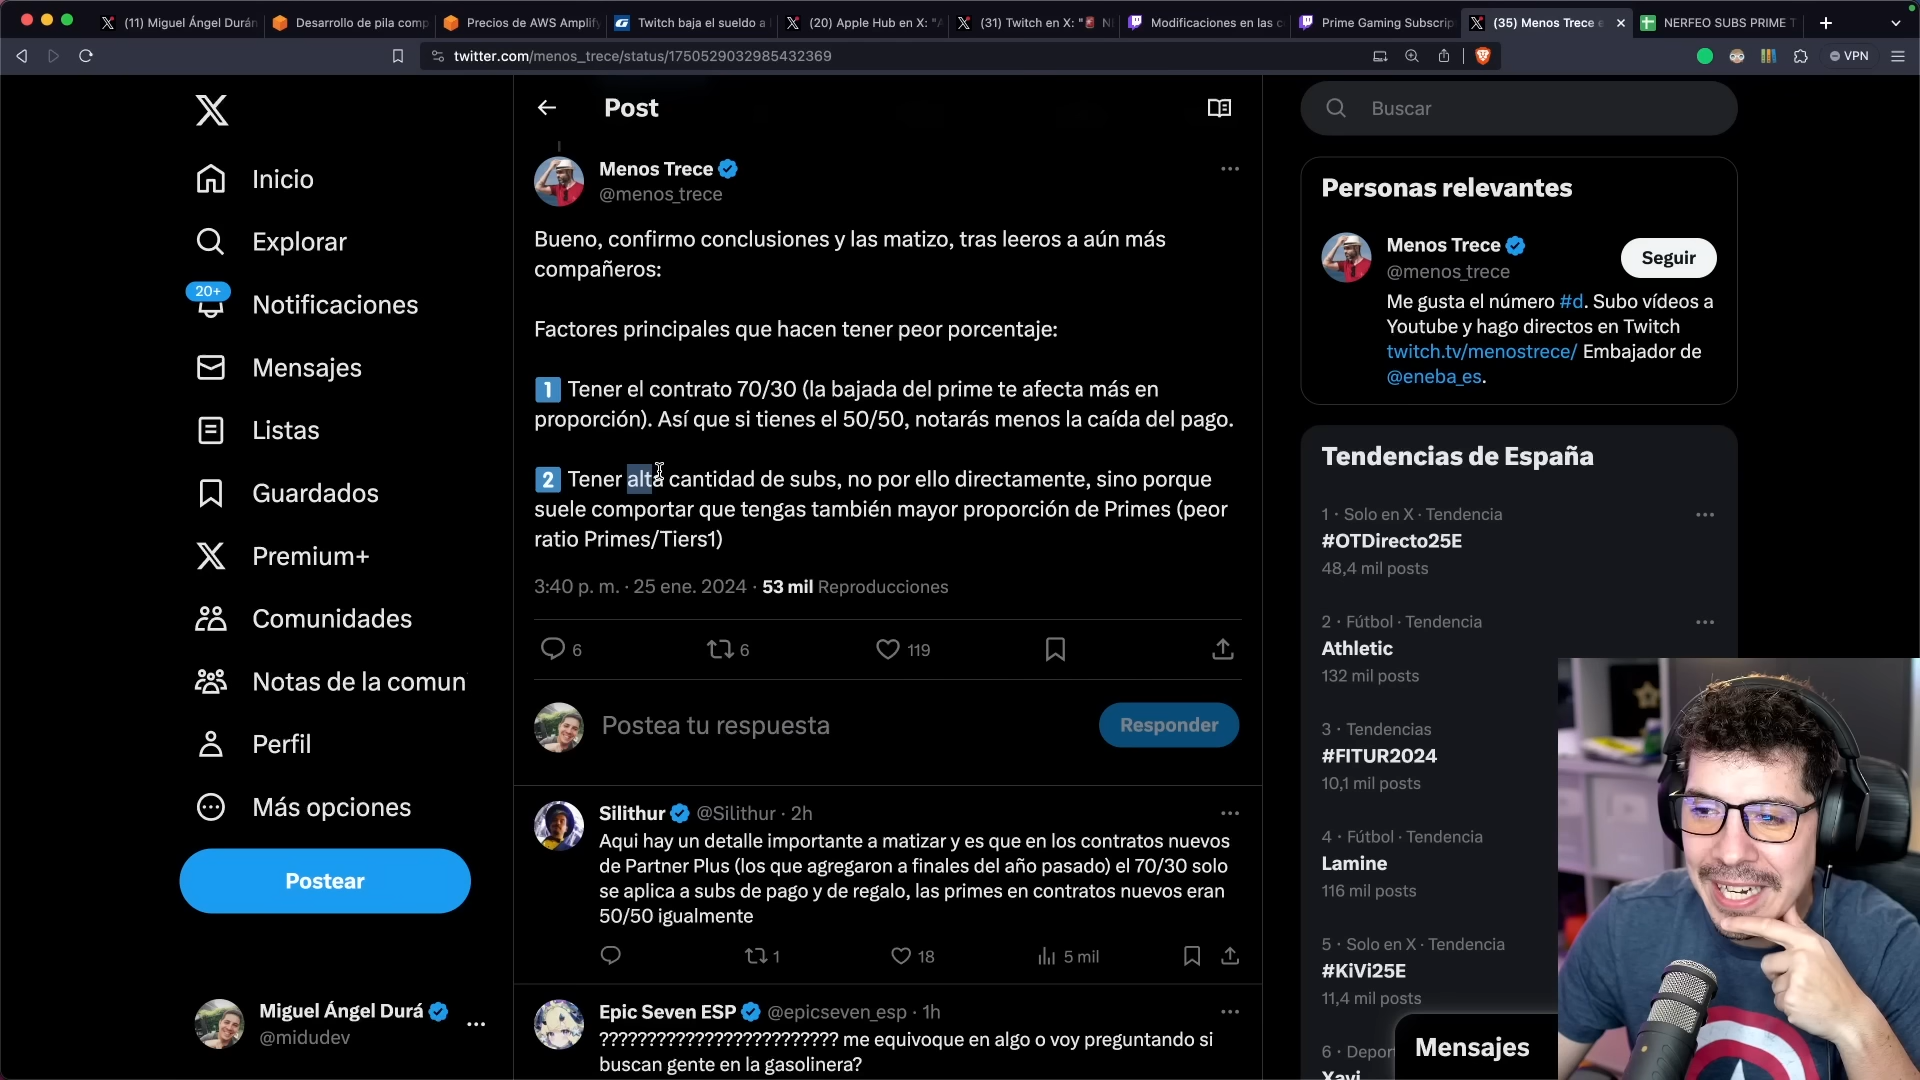 (11) Miguel Ángel Durán
Desarrollo de pila comp
Precios de AWS Amplify
Twitch baja el sueldo a
(20) Apple Hub en X: "
(31) Twitch en X: "
Modificaciones en las c
Prime Gaming Subscrip
(35) Menos Trece e
NERFEO SUBS PRIME T
twitter.com/menos_trece/status/1750529032985432369
VPN
Inicio
Explorar
20+
Notificaciones
Mensajes
Listas
Guardados
Premium+
Comunidades
Notas de la comun
Perfil
Más opciones
Postear
Miguel Ángel Durá
@midudev
Post
Menos Trece
@menos_trece
Bueno, confirmo conclusiones y las matizo, tras leeros a aún más
compañeros:
Factores principales que hacen tener peor porcentaje:
1 Tener el contrato 70/30 (la bajada del prime te afecta más en
proporción). Así que si tienes el 50/50, notarás menos la caída del pago.
2 Tener alta cantidad de subs, no por ello directamente, sino porque
suele comportar que tengas también mayor proporción de Primes (peor
ratio Primes/Tiers1)
3:40 p. m. · 25 ene. 2024 · 53 mil Reproducciones
6
6
119
Postea tu respuesta
Responder
Silithur @Silithur · 2h
Aqui hay un detalle importante a matizar y es que en los contratos nuevos
de Partner Plus (los que agregaron a finales del año pasado) el 70/30 solo
se aplica a subs de pago y de regalo, las primes en contratos nuevos eran
50/50 igualmente
1
18
5 mil
Epic Seven ESP @epicseven_esp · 1h
????????????????????????? me equivoque en algo o voy preguntando si
buscan gente en la gasolinera?
Buscar
Personas relevantes
Menos Trece
@menos_trece
Seguir
Me gusta el número #d. Subo vídeos a
Youtube y hago directos en Twitch
twitch.tv/menostrece/ Embajador de
@eneba_es.
Tendencias de España
1 · Solo en X · Tendencia
#OTDirecto25E
48,4 mil posts
2 · Fútbol · Tendencia
Athletic
132 mil posts
3 · Tendencias
#FITUR2024
10,1 mil posts
4 · Fútbol · Tendencia
Lamine
116 mil posts
5 · Solo en X · Tendencia
#KiVi25E
11,4 mil posts
6 · Depor
Xavi
Mensajes